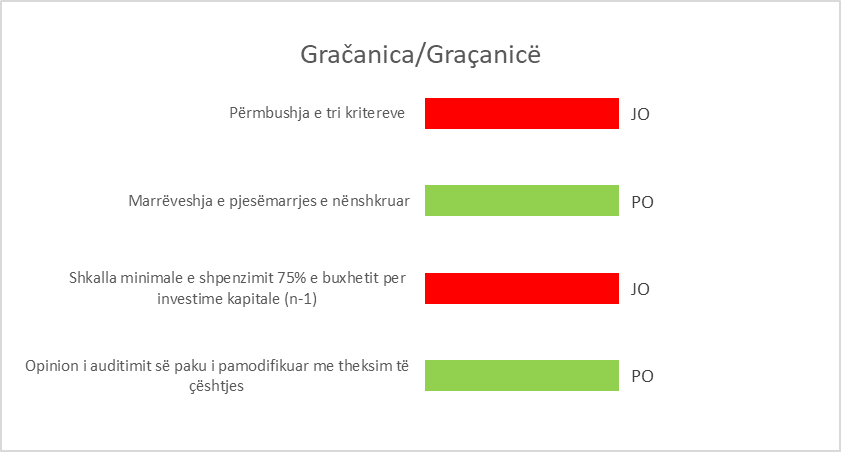 Gračanica/Graçanicë
Përmbushja e tri kritereve
JO
Marrëveshja e pjesëmarrjes e nënshkruar
PO
Shkalla minimale e shpenzimit 75% e buxhetit per
investime kapitale (n-1)
JO
Opinion i auditimit së paku i pamodifikuar me theksim të
çështjes
PO